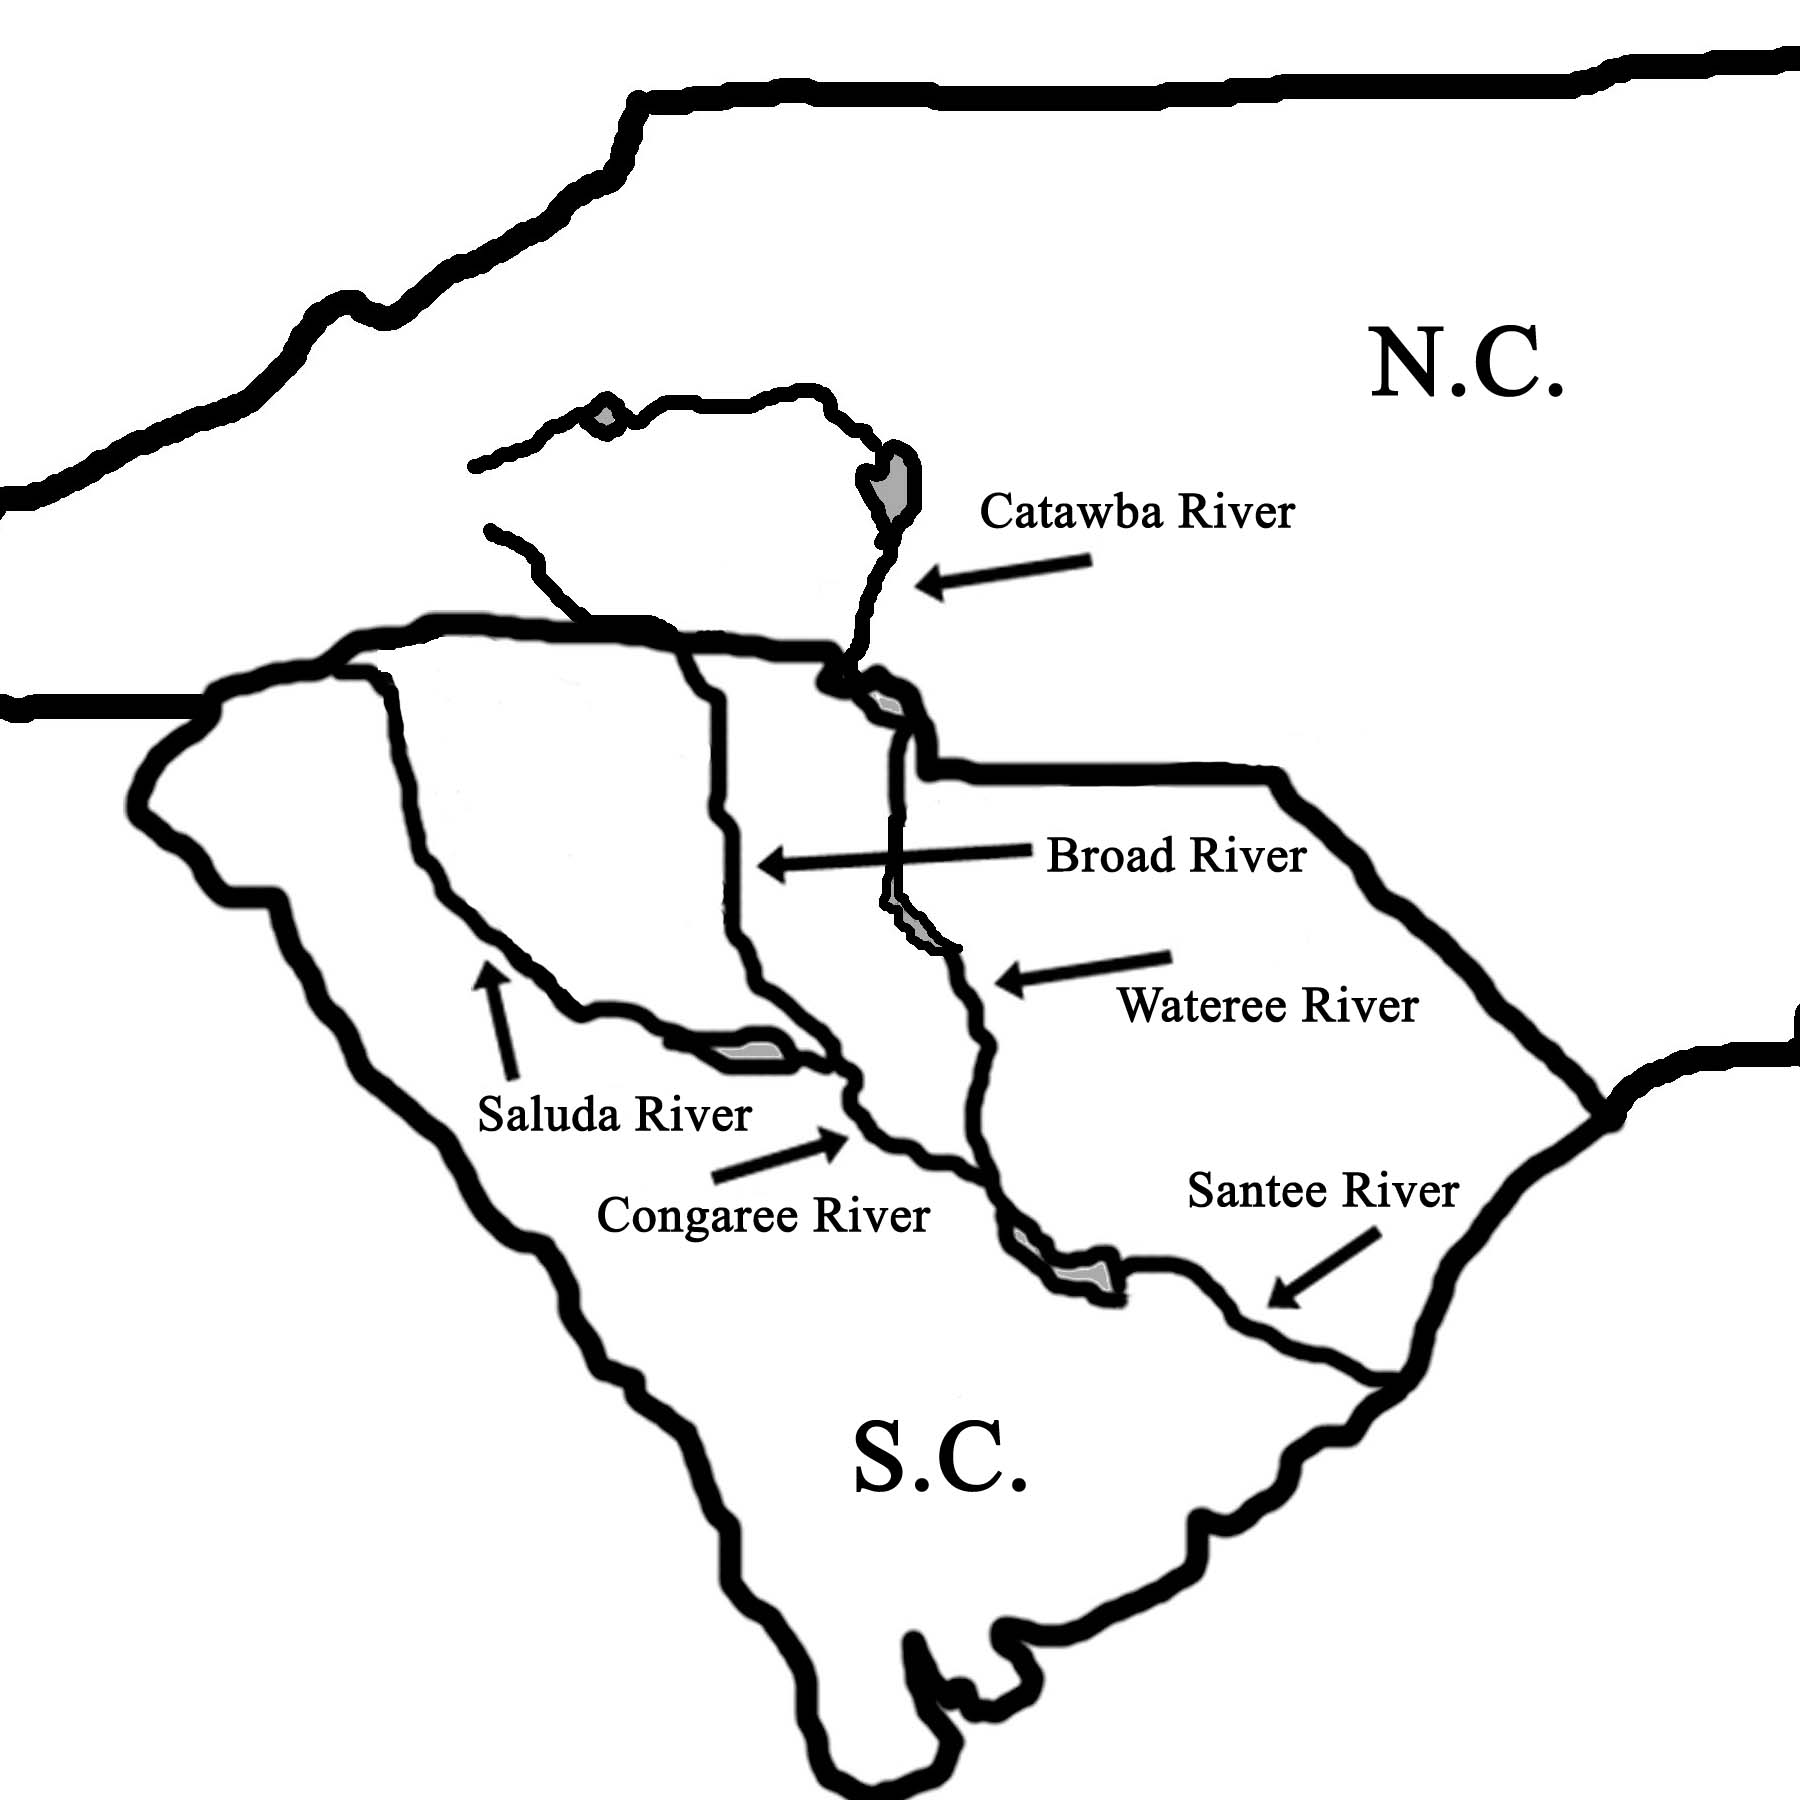 N.C.
Catawba River
Broad River
Wateree River
Saluda River
Santee River
Congaree River
S.C.